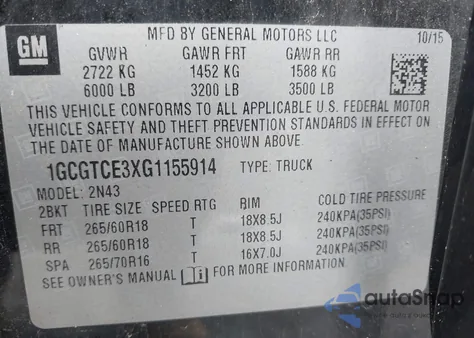 GM
MFD BY GENERAL MOTORS LLC 10/15
GVWR GAWR FRT GAWR RR
2722 KG 1452 KG 1588 KG
6000 LB 3200 LB 3500 LB
THIS VEHICLE CONFORMS TO ALL APPLICABLE U.S. FEDERAL MOTOR
VEHICLE SAFETY AND THEFT PREVENTION STANDARDS IN EFFECT ON
THE DATE OF MANUFACTURE SHOWN ABOVE.
1GCGTCE3XG1155914 TYPE: TRUCK
MODEL: 2N43
2BKT TIRE SIZE SPEED RTG RIM COLD TIRE PRESSURE
FRT 265/60R18 T 18X8.5J 240KPA(35PSI)
RR 265/60R18 T 18X8.5J 240KPA(35PSI)
SPA 265/70R16 T 16X7.0J 240KPA(35PSI)
SEE OWNER'S MANUAL FOR MORE INFORMATION.
autoSnap